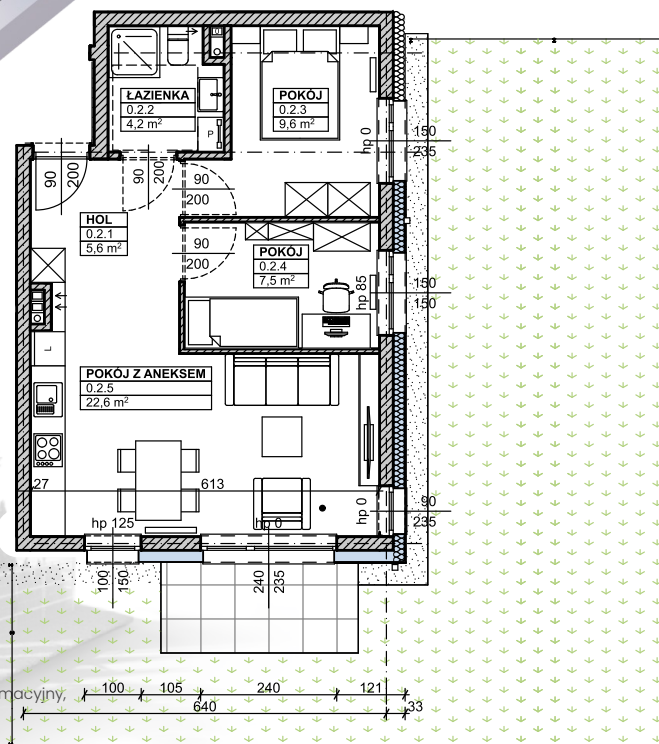 ŁAZIENKA
0.2.2
4,2 m²
POKÓJ
0.2.3
9,6 m²
P
hp 0
150
235
90
200
90
200
90
200
HOL
0.2.1
5,6 m²
90
200
POKÓJ
0.2.4
7,5 m²
hp 85
150
150
L
POKÓJ Z ANEKSEM
0.2.5
22,6 m²
27
613
hp 125
hp 0
hp 0
90
235
100
150
240
235
macyjny,
100
105
240
121
640
33